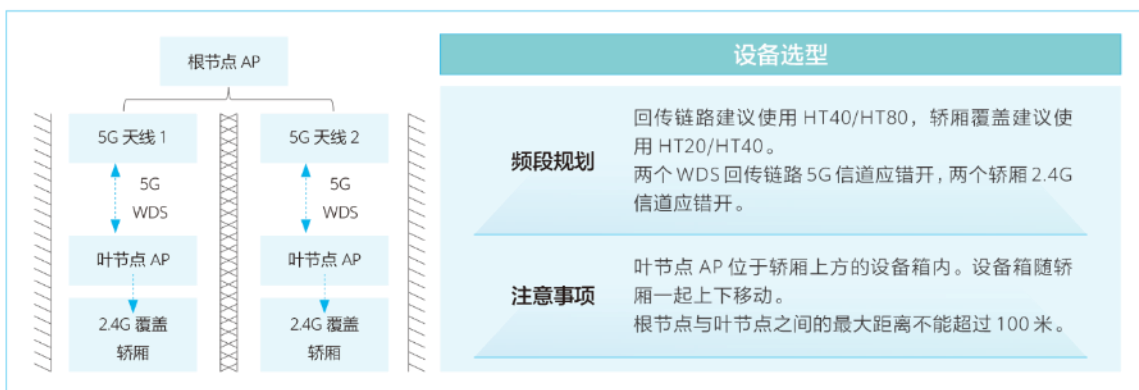 根节点 AP
5G 天线 1
5G 天线 2
5G
WDS
5G
WDS
叶节点 AP
叶节点 AP
2.4G 覆盖
轿厢
2.4G 覆盖
轿厢
设备选型
频段规划
回传链路建议使用 HT40/HT80，轿厢覆盖建议使
用 HT20/HT40。
两个 WDS 回传链路 5G 信道应错开，两个轿厢 2.4G
信道应错开。
注意事项
叶节点 AP 位于轿厢上方的设备箱内。设备箱随轿
厢一起上下移动。
根节点与叶节点之间的最大距离不能超过 100 米。